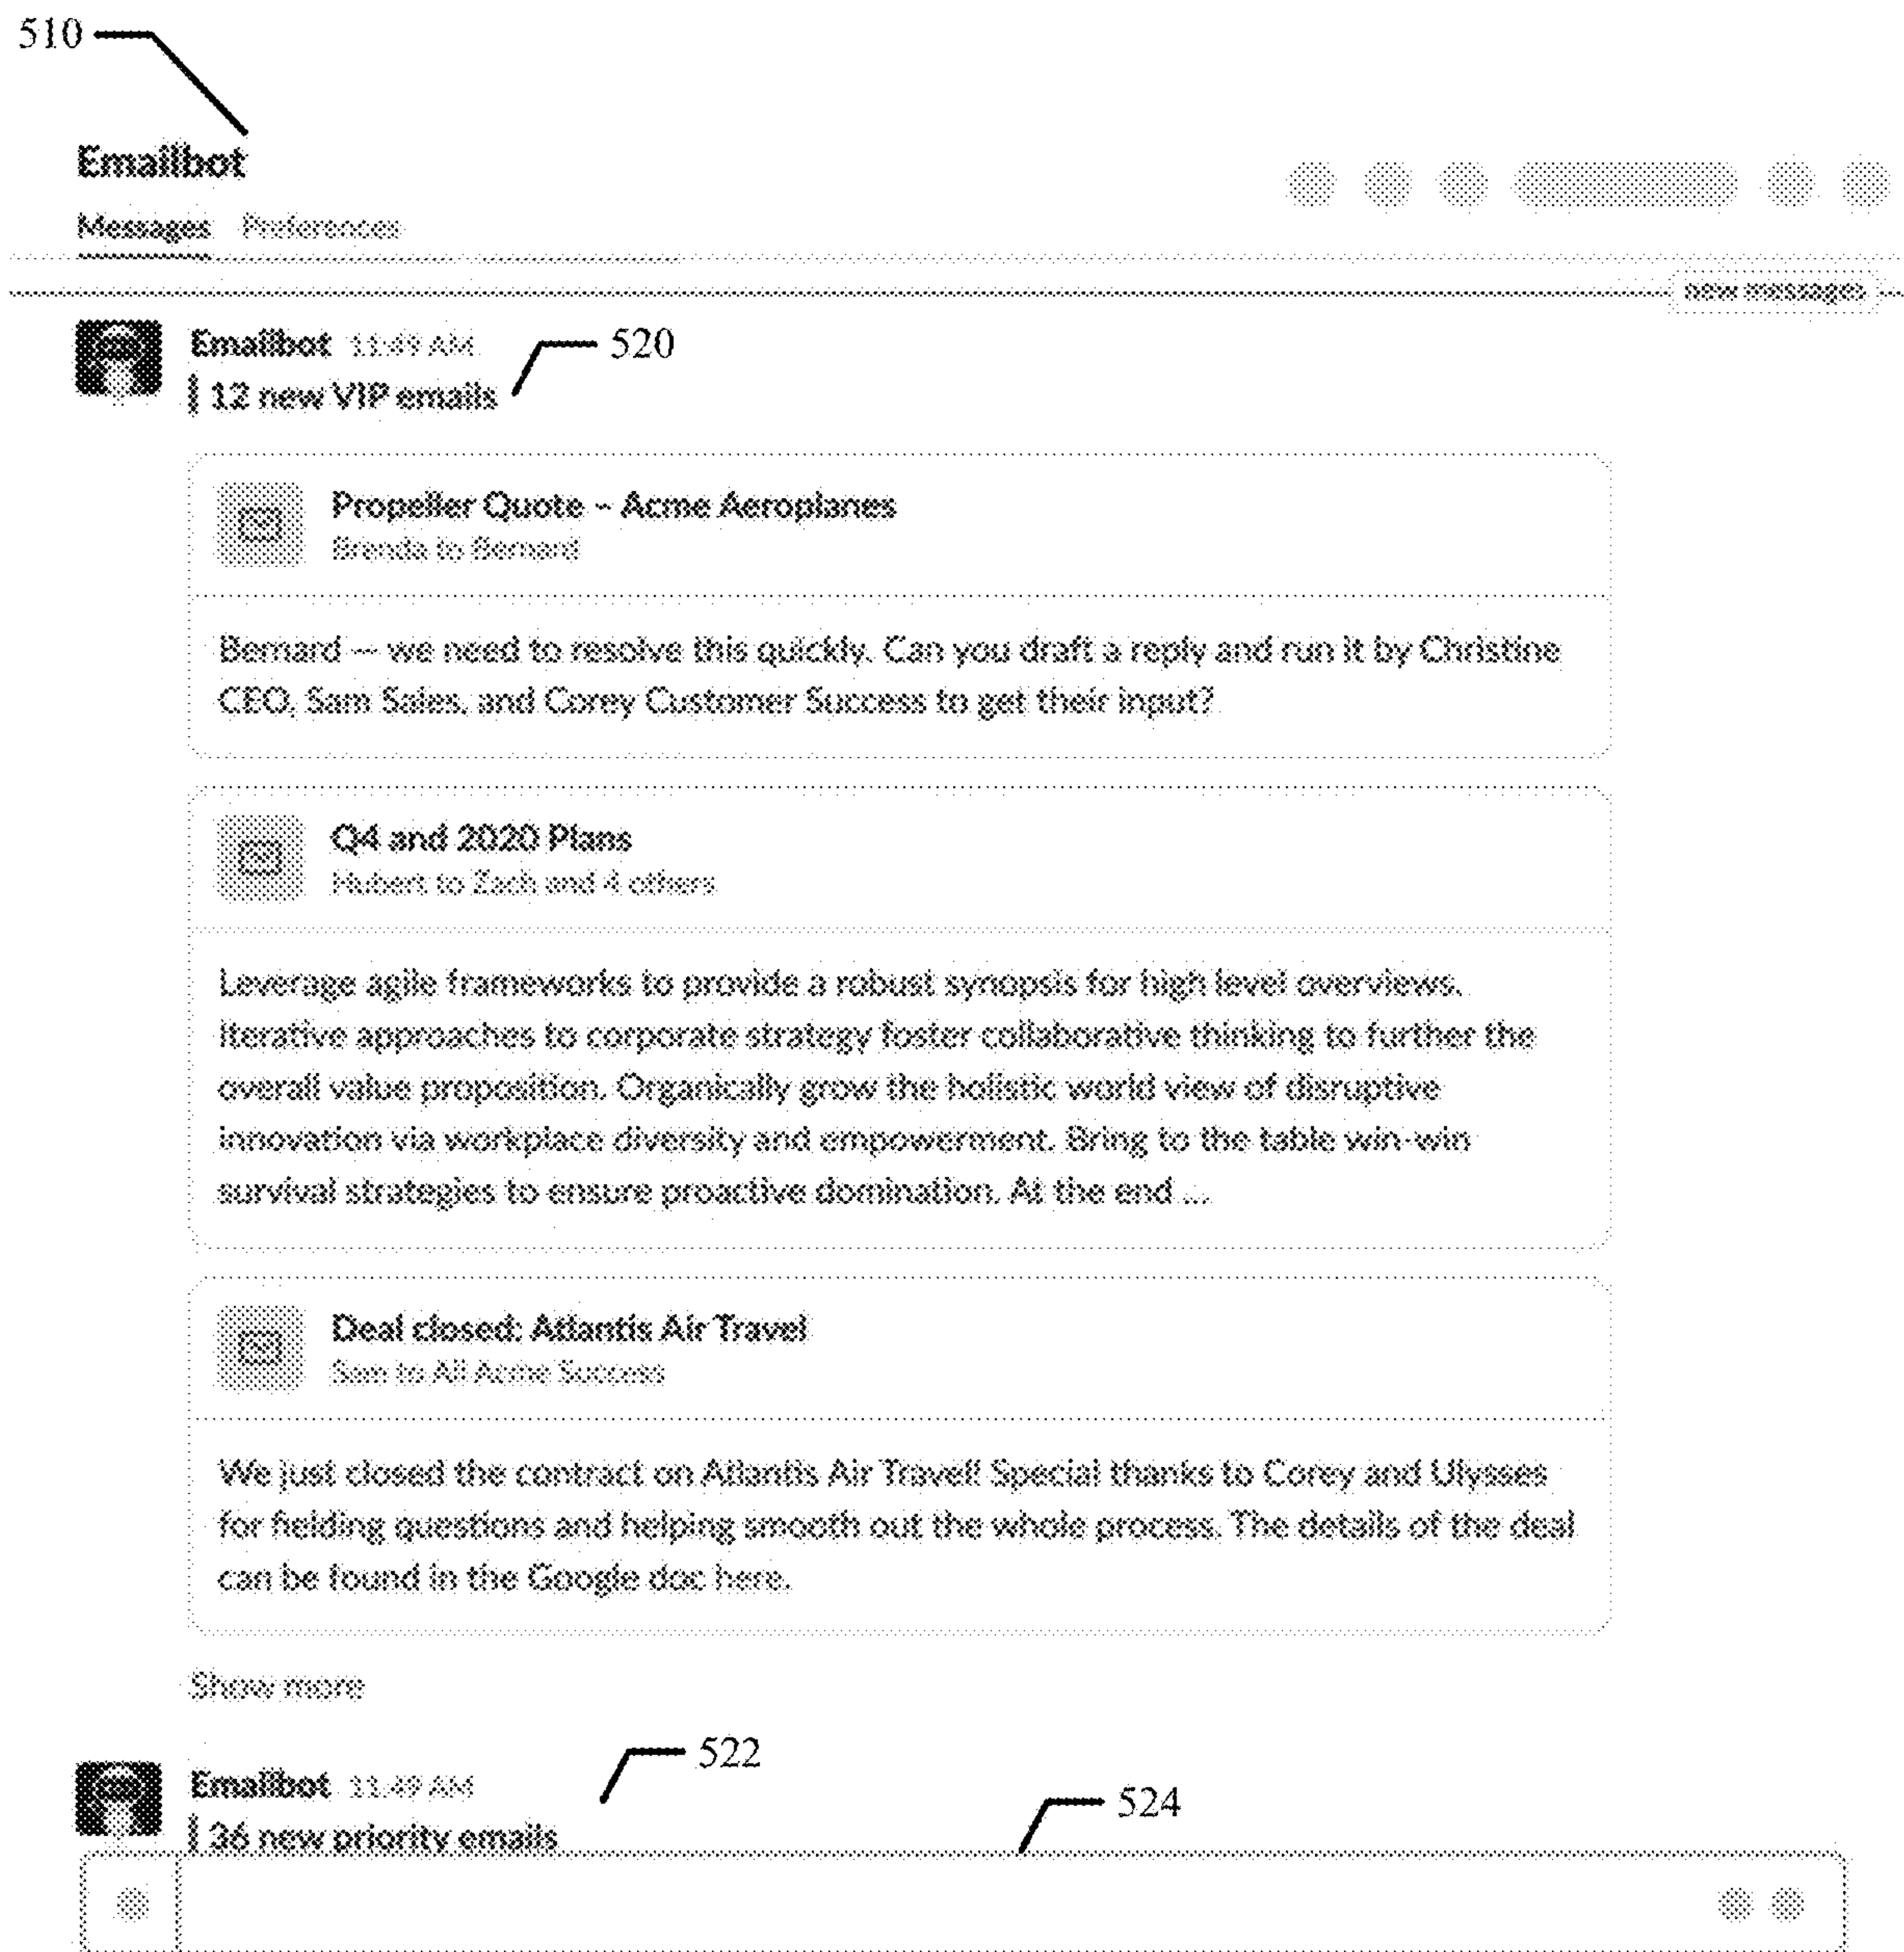 510
Emailbot
Messages Preferences
new messages
Emailbot 11:49 AM
520
12 new VIP emails
Propeller Quote – Acme Aeroplanes
Brenda to Bernard
Bernard – we need to resolve this quickly. Can you draft a reply and run it by Christine
CEO, Sam Sales, and Corey Customer Success to get their input?
Q4 and 2020 Plans
Hubert to Zach and 4 others
Leverage agile frameworks to provide a robust synopsis for high level overviews.
Iterative approaches to corporate strategy foster collaborative thinking to further the
overall value proposition. Organically grow the holistic world view of disruptive
innovation via workplace diversity and empowerment. Bring to the table win-win
survival strategies to ensure proactive domination. At the end ...
Deal closed: Atlantis Air Travel
Sam to All Acme Success
We just closed the contract on Atlantis Air Travel! Special thanks to Corey and Ulysses
for fielding questions and helping smooth out the whole process. The details of the deal
can be found in the Google doc here.
Show more
522
Emailbot 11:49 AM
524
36 new priority emails